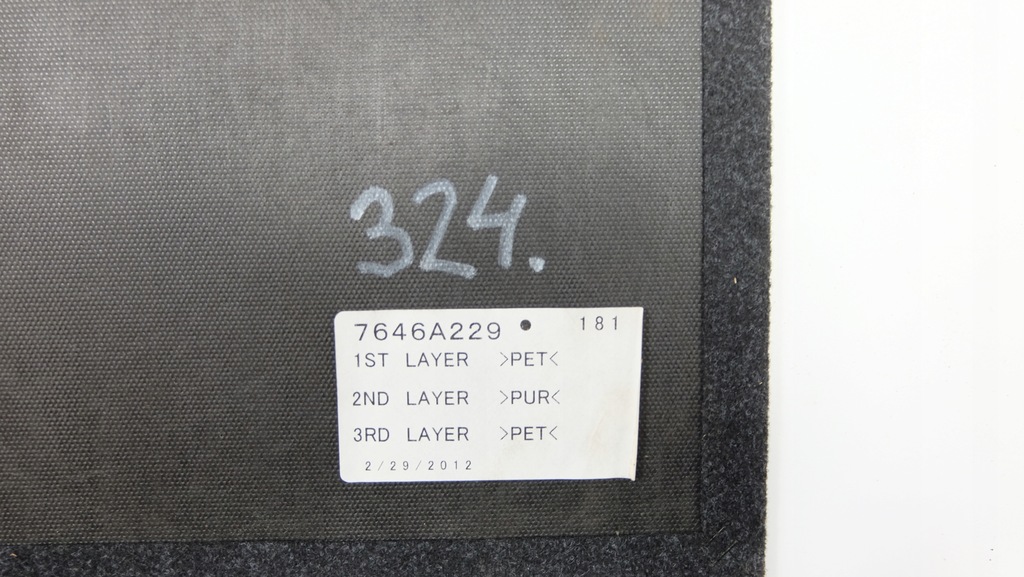 324.
7646A229 ● 181
1ST LAYER >PET<
2ND LAYER >PUR<
3RD LAYER >PET<
2/29/2012